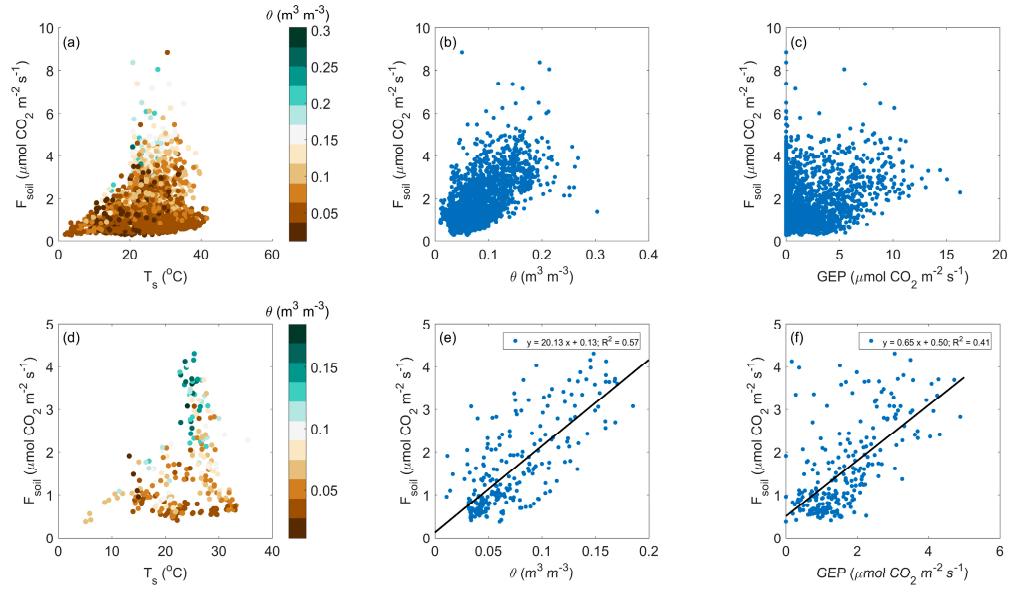 θ (m³ m⁻³)
(a)
10
8
6
4
2
0
F_soil (μmol CO₂ m⁻² s⁻¹)
0 20 40 60
T_s (°C)
0.3
0.25
0.2
0.15
0.1
0.05
(b)
10
8
6
4
2
0
F_soil (μmol CO₂ m⁻² s⁻¹)
0 0.1 0.2 0.3 0.4
θ (m³ m⁻³)
(c)
10
8
6
4
2
0
F_soil (μmol CO₂ m⁻² s⁻¹)
0 5 10 15 20
GEP (μmol CO₂ m⁻² s⁻¹)
θ (m³ m⁻³)
(d)
5
4
3
2
1
0
F_soil (μmol CO₂ m⁻² s⁻¹)
0 10 20 30 40
T_s (°C)
0.15
0.1
0.05
(e)
y = 20.13 x + 0.13; R² = 0.57
5
4
3
2
1
0
F_soil (μmol CO₂ m⁻² s⁻¹)
0 0.05 0.1 0.15 0.2
θ (m³ m⁻³)
(f)
y = 0.65 x + 0.50; R² = 0.41
5
4
3
2
1
0
F_soil (μmol CO₂ m⁻² s⁻¹)
0 2 4 6
GEP (μmol CO₂ m⁻² s⁻¹)